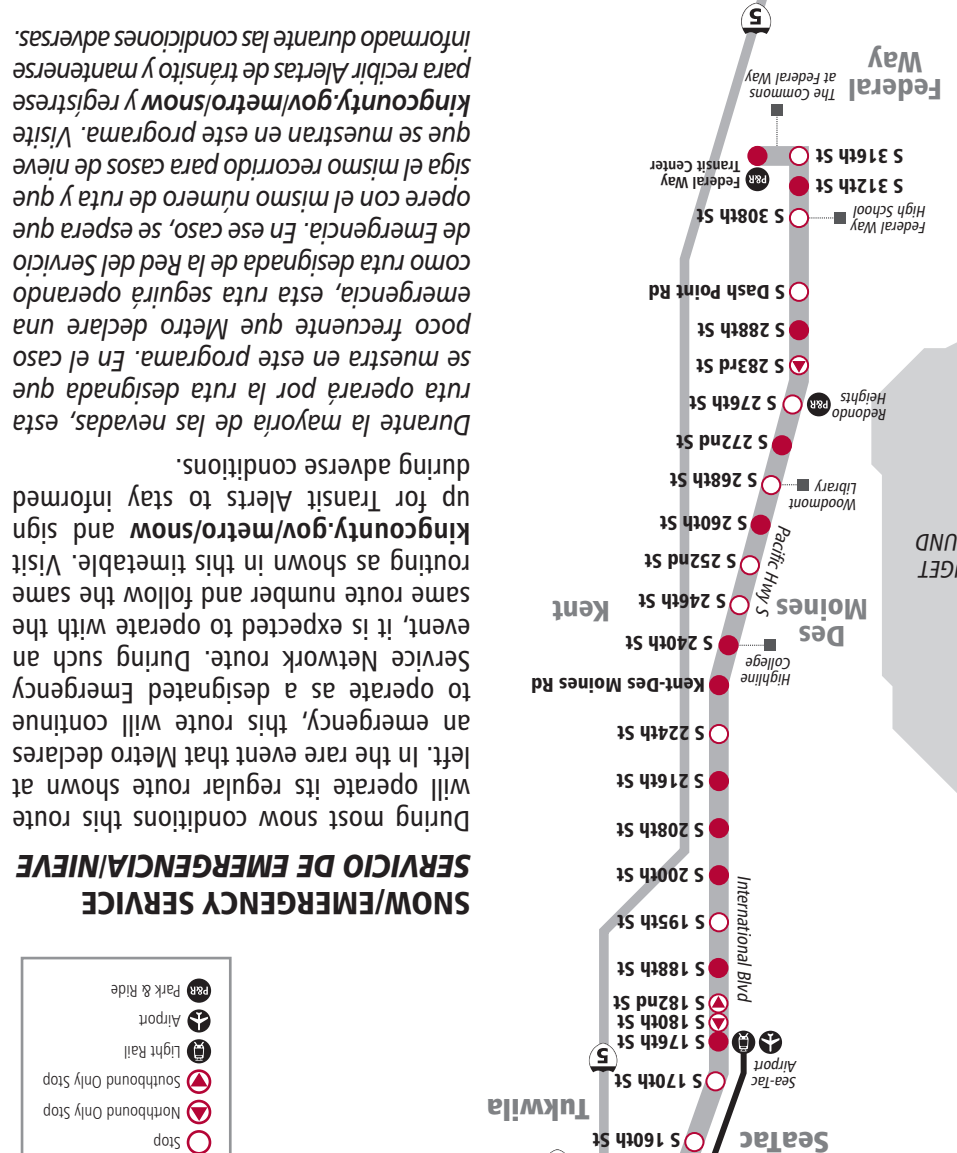 SeaTac
S 160th St
Tukwila
S 170th St
Sea-Tac
Airport
5
S 176th St
S 180th St
S 182nd St
S 188th St
International Blvd
S 195th St
S 200th St
S 208th St
S 216th St
S 224th St
Kent-Des Moines Rd
Highline
College
S 240th St
Des
Moines
Kent
S 246th St
Pacific Hwy S
S 252nd St
S 260th St
GET
UND
Woodmont
Library
S 268th St
S 272nd St
Redondo
Heights
P&R
S 276th St
S 283rd St
S 288th St
S Dash Point Rd
Federal Way
High School
S 308th St
S 312th St
S 316th St
P&R
Federal Way
Transit Center
The Commons
at Federal Way
Federal
Way
5
Stop
Northbound Only Stop
Southbound Only Stop
Light Rail
Airport
P&R Park & Ride
SNOW/EMERGENCY SERVICE
SERVICIO DE EMERGENCIA/NIEVE
During most snow conditions this route
will operate its regular route shown at
left. In the rare event that Metro declares
an emergency, this route will continue
to operate as a designated Emergency
Service Network route. During such an
event, it is expected to operate with the
same route number and follow the same
routing as shown in this timetable. Visit
kingcounty.gov/metro/snow and sign
up for Transit Alerts to stay informed
during adverse conditions.
Durante la mayoría de las nevadas, esta
ruta operará por la ruta designada que
se muestra en este programa. En el caso
poco frecuente que Metro declare una
emergencia, esta ruta seguirá operando
como ruta designada de la Red del Servicio
de Emergencia. En ese caso, se espera que
opere con el mismo número de ruta y que
siga el mismo recorrido para casos de nieve
que se muestran en este programa. Visite
kingcounty.gov/metro/snow y regístrese
para recibir Alertas de tránsito y mantenerse
informado durante las condiciones adversas.